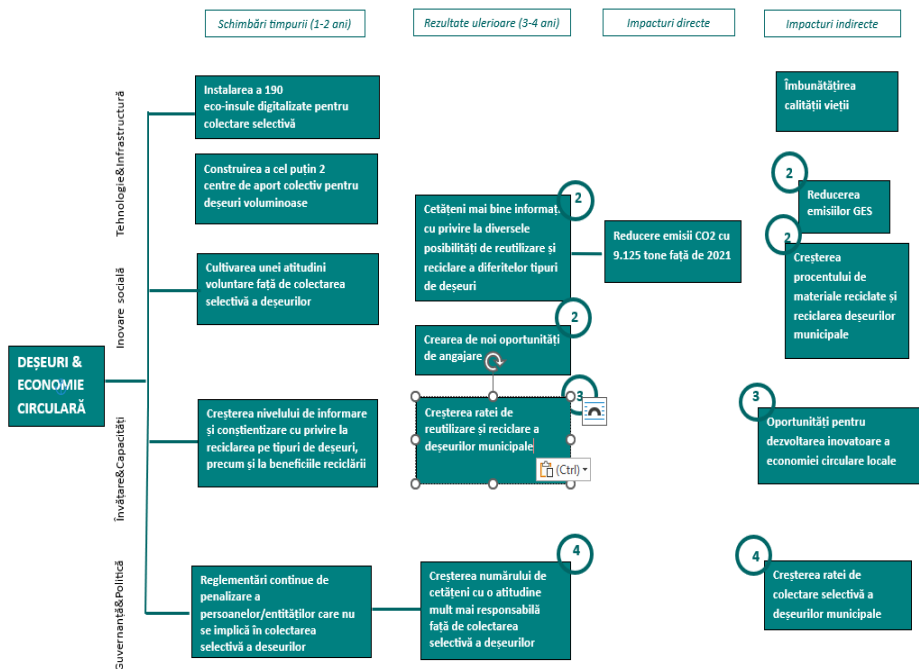 Schimbări timpurii (1-2 ani)
Rezultate ulerioare (3-4 ani)
Impacturi directe
Impacturi indirecte
Tehnologie&Infrastructură
Inovare socială
Învățare&Capacități
Guvernanță&Politică
DEȘEURI &
ECONOMIE
CIRCULARĂ
Instalarea a 190
eco-insule digitalizate pentru
colectare selectivă
Construirea a cel puțin 2
centre de aport colectiv pentru
deșeuri voluminoase
Cultivarea unei atitudini
voluntare față de colectarea
selectivă a deșeurilor
Creșterea nivelului de informare
și conștientizare cu privire la
reciclarea pe tipuri de deșeuri,
precum și la beneficiile reciclării
Reglementări continue de
penalizare a
persoanelor/entităților care nu
se implică în colectarea
selectivă a deseurilor
2
Cetățeni mai bine informați
cu privire la diversele
posibilități de reutilizare și
reciclare a diferitelor tipuri
de deșeuri
2
Crearea de noi oportunități
de angajare
3
Creșterea ratei de
reutilizare și reciclare a
deșeurilor municipale
(Ctrl)
4
Creșterea numărului de
cetățeni cu o atitudine
mult mai responsabilă
față de colectarea
selectivă a deșeurilor
Reducere emisii CO2 cu
9.125 tone față de 2021
Îmbunătățirea
calității vieții
2
Reducerea
emisiilor GES
2
Creșterea
procentului de
materiale reciclate și
reciclarea deșeurilor
municipale
3
Oportunități pentru
dezvoltarea inovatoare a
economiei circulare locale
4
Creșterea ratei de
colectare selectivă a
deșeurilor municipale